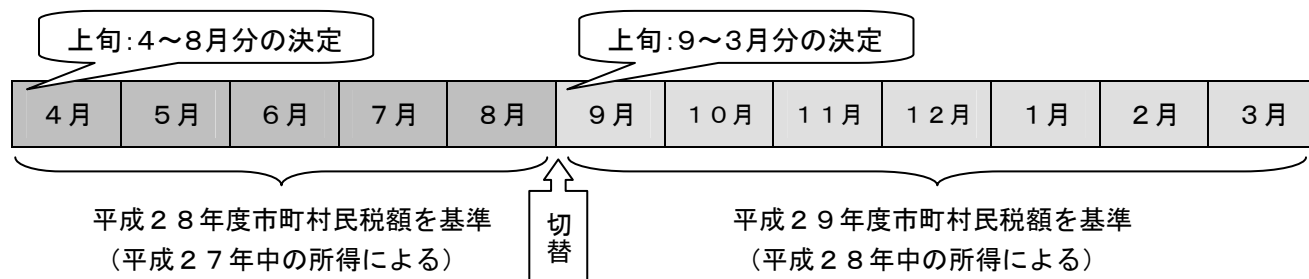 上旬:4～8月分の決定
上旬:9～3月分の決定
4月 5月 6月 7月 8月 9月 10月 11月 12月 1月 2月 3月
平成28年度市町村民税額を基準
(平成27年中の所得による)
切替
平成29年度市町村民税額を基準
(平成28年中の所得による)